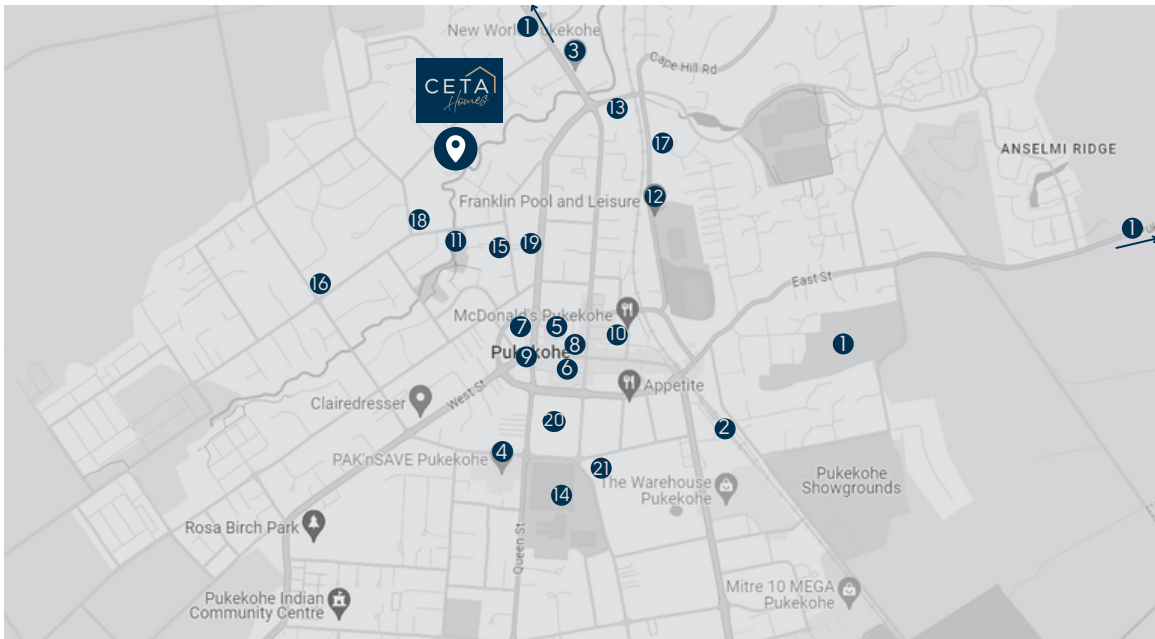 1
New World Pukekohe
3
Cape Hill Rd
CETA
Homes
13
17
ANSELMI RIDGE
12
Franklin Pool and Leisure
18
11
15
19
1
16
East St
McDonald's Pukekohe
7
5
10
8
1
Pukekohe
9
6
Appetite
Clairedresser
West St
20
2
4
PAK'nSAVE Pukekohe
21
The Warehouse
Pukekohe
Pukekohe
Showgrounds
14
Rosa Birch Park
Queen St
Mitre 10 MEGA
Pukekohe
Pukekohe Indian
Community Centre